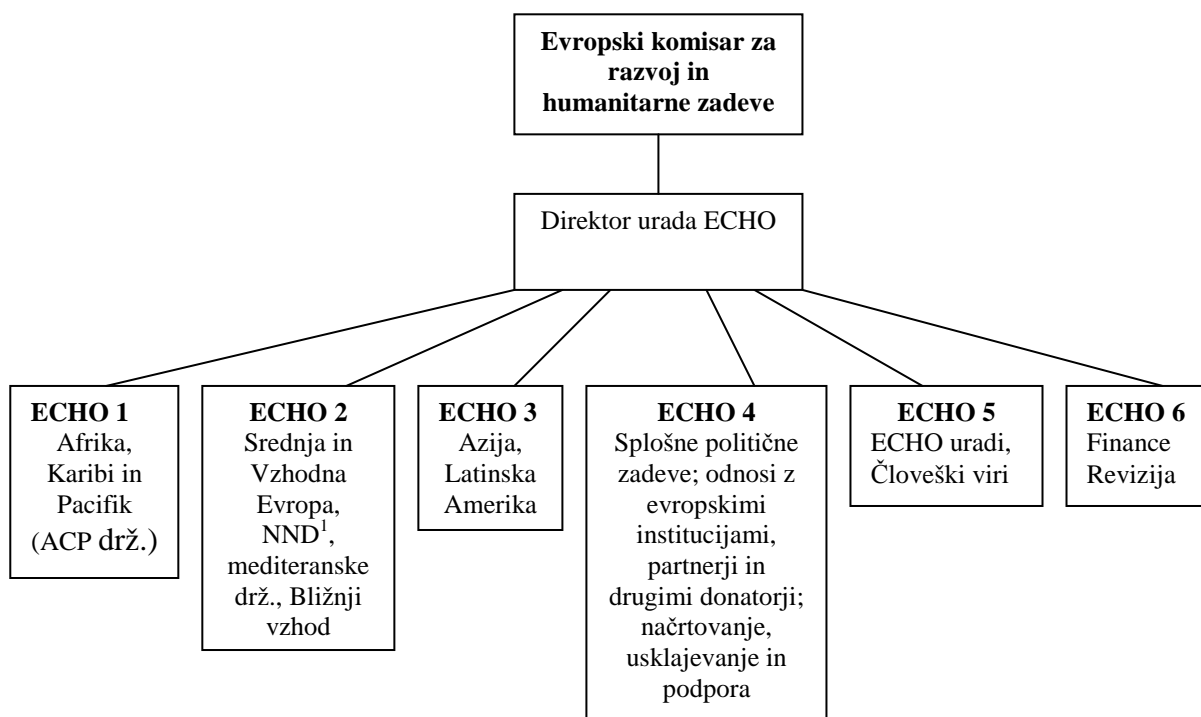 Evropski komisar za
razvoj in
humanitarne zadeve
Direktor urada ECHO
ECHO 1
Afrika,
Karibi in
Pacifik
(ACP drž.)
ECHO 2
Srednja in
Vzhodna
Evropa,
NND¹,
mediteranske
drž., Bližnji
vzhod
ECHO 3
Azija,
Latinska
Amerika
ECHO 4
Splošne politične
zadeve; odnosi z
evropskimi
institucijami,
partnerji in
drugimi donatorji;
načrtovanje,
usklajevanje in
podpora
ECHO 5
ECHO uradi,
Človeški viri
ECHO 6
Finance
Revizija